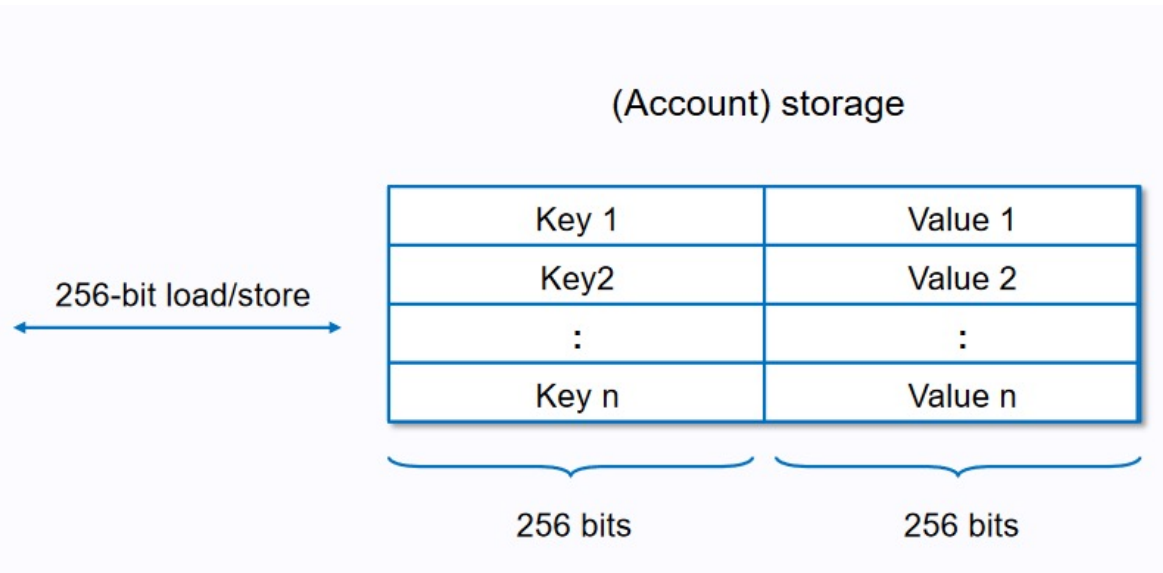 (Account) storage
Key 1 Value 1
256-bit load/store
Key2 Value 2
: :
Key n Value n
256 bits 256 bits